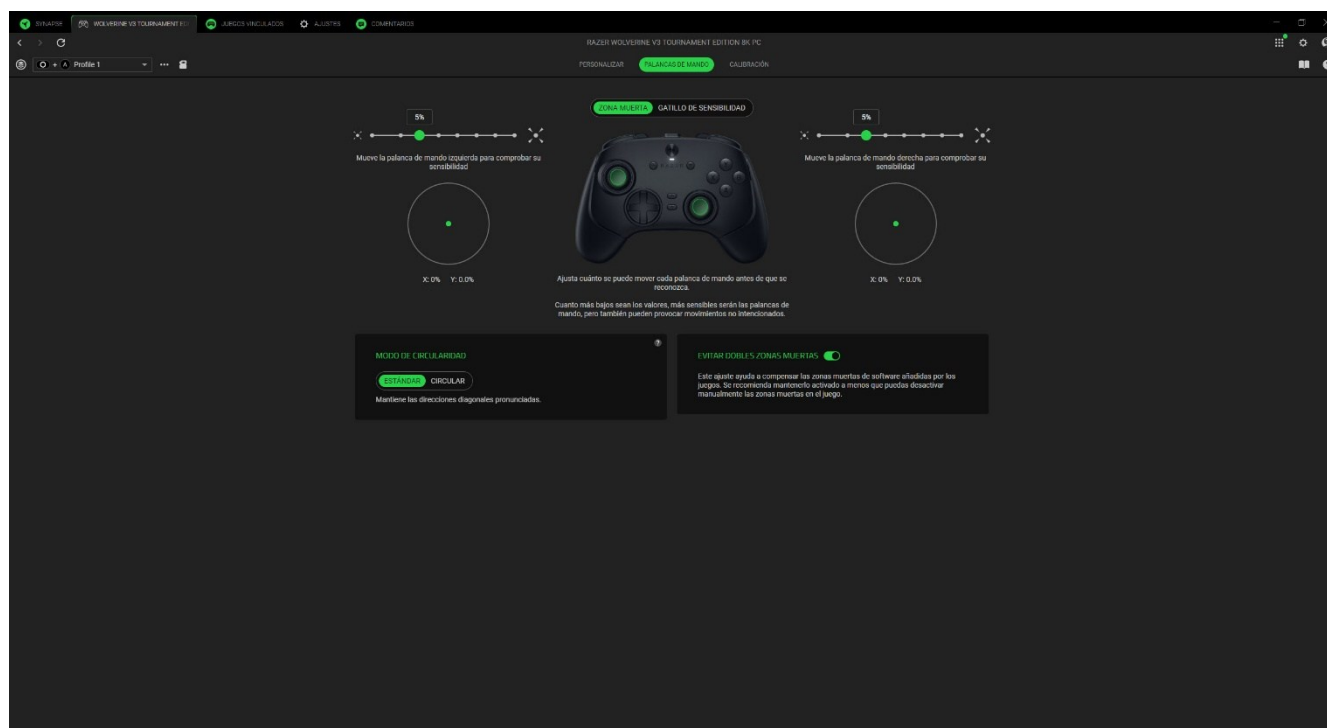 SYNAPSE
WOLVERINE V3 TOURNAMENT
JUEGOS VINCULADOS
AJUSTES
COMENTARIOS
RAZER WOLVERINE V3 TOURNAMENT EDITION 8K PC
+ A Profile 1
PERSONALIZAR
PALANCAS DE MANDO
CALIBRACIÓN
ZONA MUERTA
GATILLO DE SENSIBILIDAD
5%
Mueve la palanca de mando izquierda para comprobar su
sensibilidad
X: 0% Y: 0.0%
Ajusta cuánto se puede mover cada palanca de mando antes de que se
reconozca.
Cuanto más bajos sean los valores, más sensibles serán las palancas de
mando, pero también pueden provocar movimientos no intencionados.
5%
Mueve la palanca de mando derecha para comprobar su
sensibilidad
X: 0% Y: 0.0%
MODO DE CIRCULARIDAD
ESTÁNDAR
CIRCULAR
Mantiene las direcciones diagonales pronunciadas.
EVITAR DOBLES ZONAS MUERTAS
Este ajuste ayuda a compensar las zonas muertas de software añadidas por los
juegos. Se recomienda mantenerlo activado a menos que puedas desactivar
manualmente las zonas muertas en el juego.